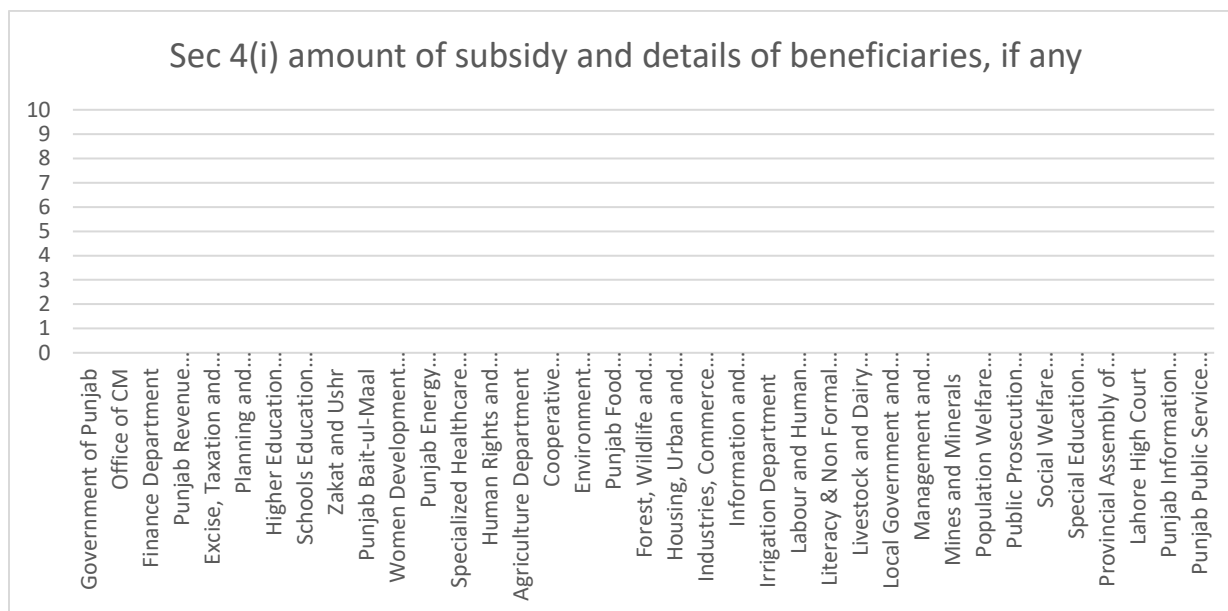 Sec 4(i) amount of subsidy and details of beneficiaries, if any
10
9
8
7
6
5
4
3
2
1
0
Government of Punjab
Office of CM
Finance Department
Punjab Revenue…
Excise, Taxation and…
Planning and…
Higher Education…
Schools Education…
Zakat and Ushr
Punjab Bait-ul-Maal
Women Development…
Punjab Energy…
Specialized Healthcare…
Human Rights and…
Agriculture Department
Cooperative…
Environment…
Punjab Food…
Forest, Wildlife and…
Housing, Urban and…
Industries, Commerce…
Information and…
Irrigation Department
Labour and Human…
Literacy & Non Formal…
Livestock and Dairy…
Local Government and…
Management and…
Mines and Minerals
Population Welfare…
Public Prosecution…
Social Welfare…
Special Education…
Provincial Assembly of…
Lahore High Court
Punjab Information…
Punjab Public Service…